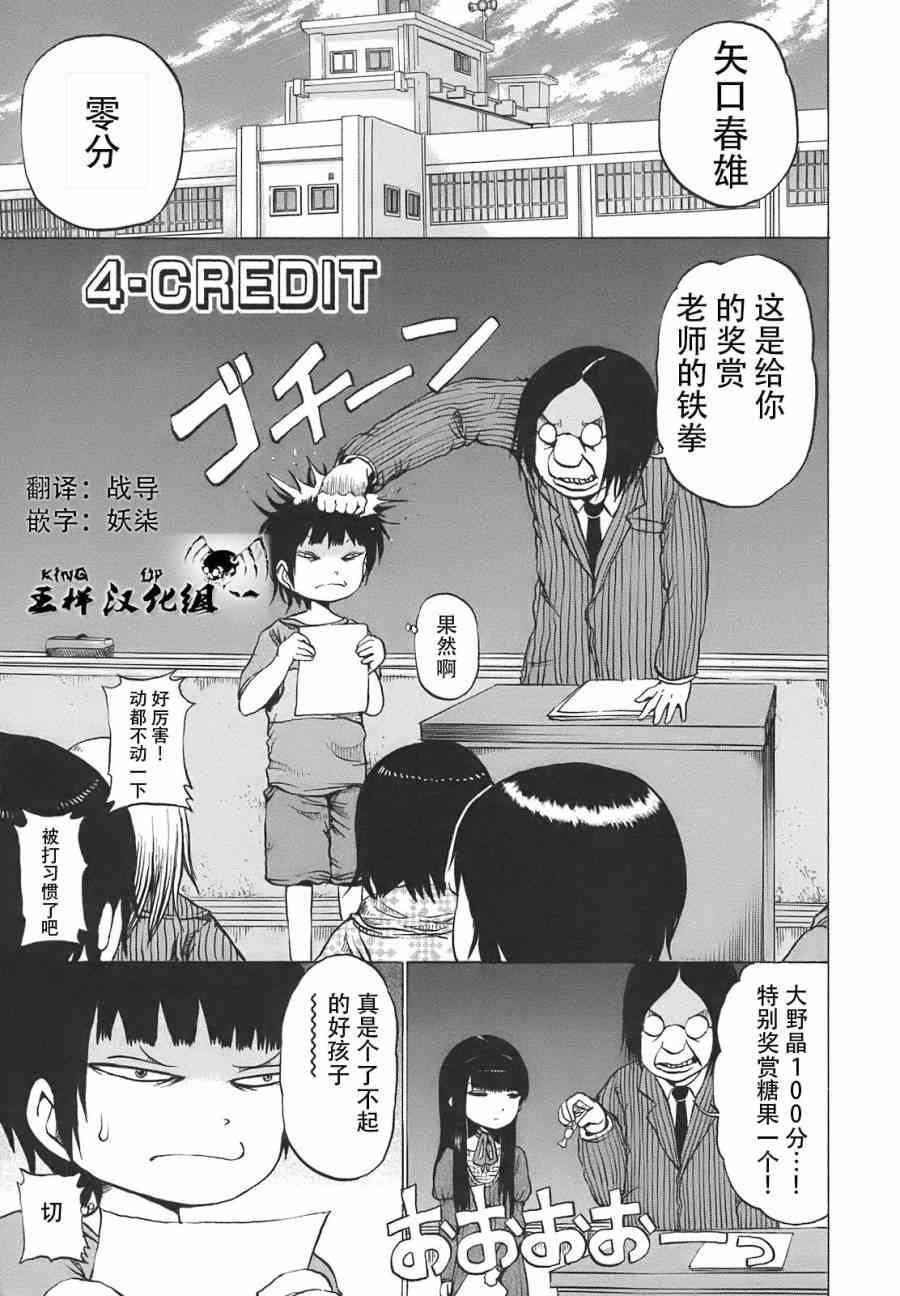 矢口春雄
零分
4-CREDIT
这是给你
的奖赏
老师的铁拳
ゴチーン
翻译：战导
嵌字：妖柒
KING OF
王样汉化组
果然啊
好厉害！
动都不动一下
被打习惯了吧
大野晶100分…！
特别奖赏糖果一个！
おおおおーっ
真是个了不起
的好孩子
切